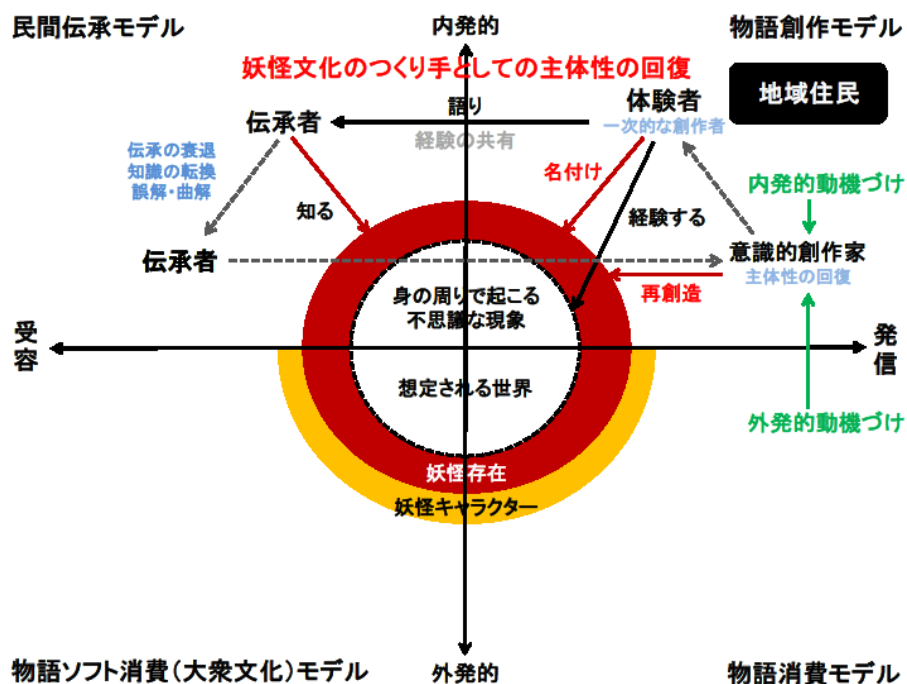 民間伝承モデル
内発的
物語創作モデル
妖怪文化のつくり手としての主体性の回復
地域住民
語り
体験者
伝承者
一次的な創作者
経験の共有
伝承の衰退
知識の転換
誤解・曲解
名付け
内発的動機づけ
知る
経験する
伝承者
意識的創作家
主体性の回復
再創造
身の周りで起こる
不思議な現象
受容
発信
想定される世界
外発的動機づけ
妖怪存在
妖怪キャラクター
物語ソフト消費(大衆文化)モデル
外発的
物語消費モデル